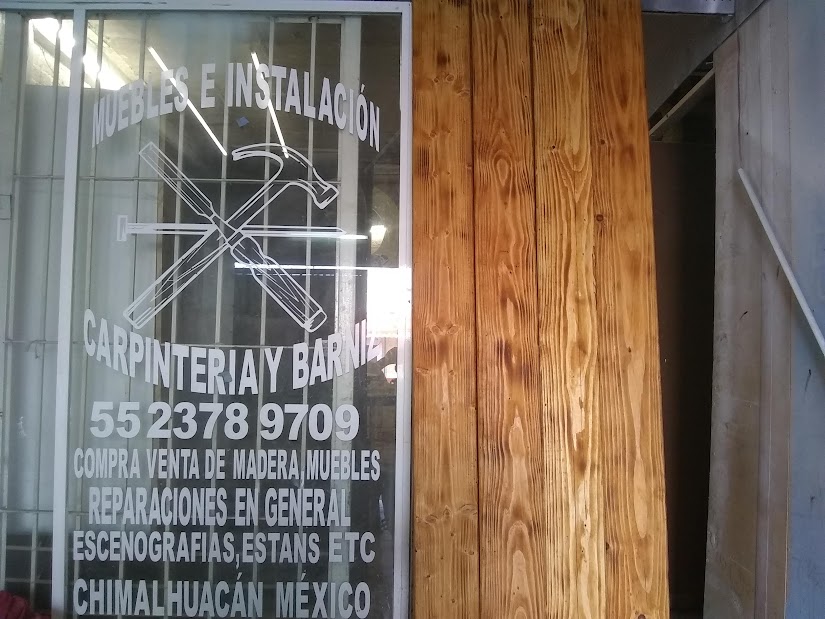 MUEBLES E INSTALACIÓN
CARPINTERIA Y BARNIZ
55 2378 9709
COMPRA VENTA DE MADERA,MUEBLES
REPARACIONES EN GENERAL
ESCENOGRAFIAS,ESTANS ETC
CHIMALHUACÁN MÉXICO